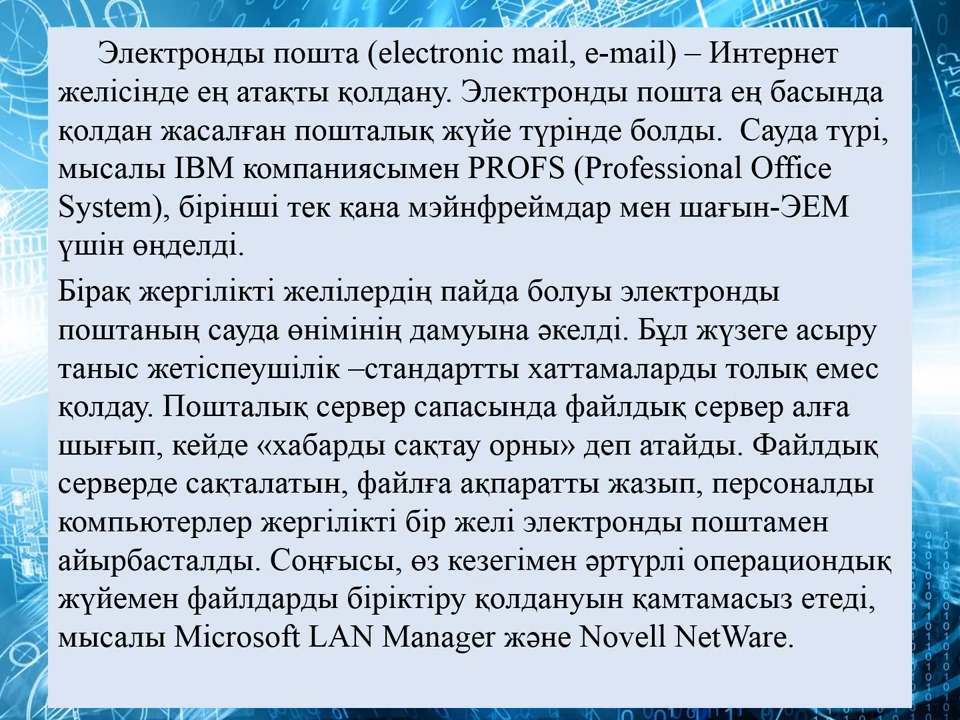 Электронды пошта (electronic mail, e-mail) – Интернет
желісінде ең атақты қолдану. Электронды пошта ең басында
қолдан жасалған пошталық жүйе түрінде болды.  Сауда түрі,
мысалы IBM компаниясымен PROFS (Professional Office
System), бірінші тек қана мэйнфреймдар мен шағын-ЭЕМ
үшін өңделді.
Бірақ жергілікті желілердің пайда болуы электронды
поштаның сауда өнімінің дамуына әкелді. Бұл жүзеге асыру
таныс жетіспеушілік –стандартты хаттамаларды толық емес
қолдау. Пошталық сервер сапасында файлдық сервер алға
шығып, кейде «хабарды сақтау орны» деп атайды. Файлдық
серверде сақталатын, файлға ақпаратты жазып, персоналды
компьютерлер жергілікті бір желі электронды поштамен
айырбасталды. Соңғысы, өз кезегімен әртүрлі операциондық
жүйемен файлдарды біріктіру қолдануын қамтамасыз етеді,
мысалы Microsoft LAN Manager және Novell NetWare.